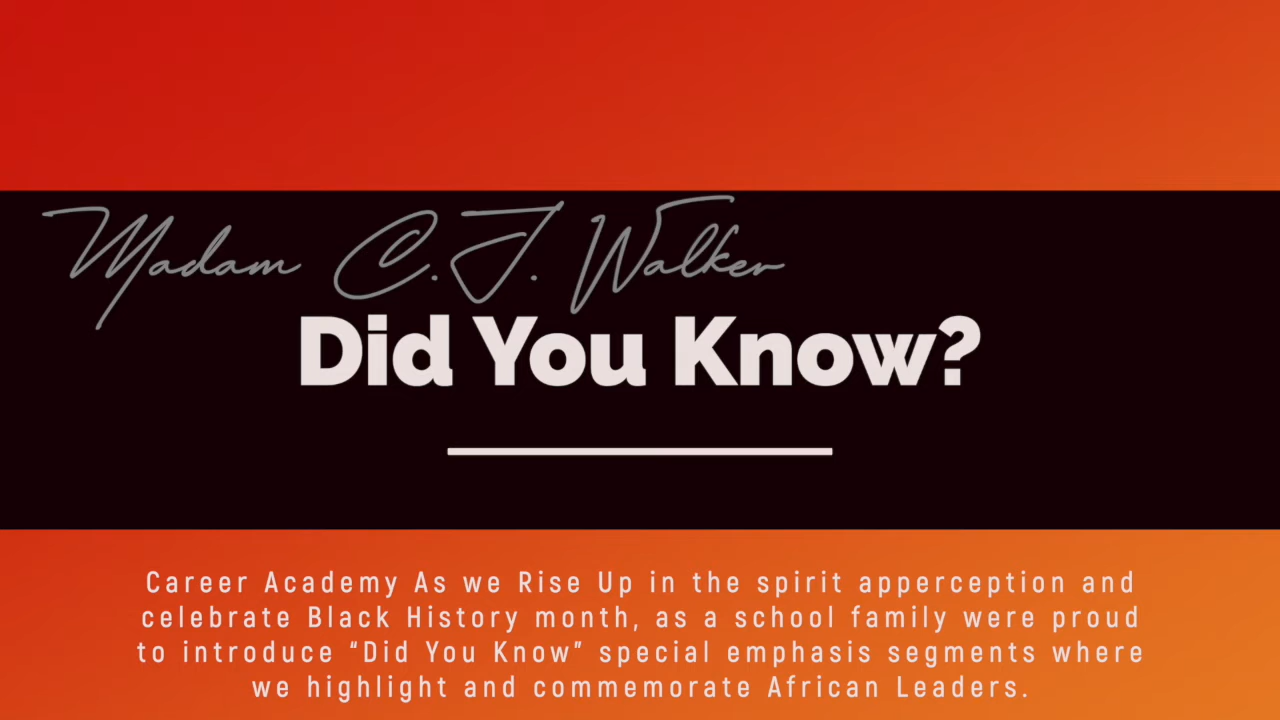 Madam C.J. Walker
Did You Know?
Career Academy As we Rise Up in the spirit apperception and
celebrate Black History month, as a school family were proud
to introduce “Did You Know” special emphasis segments where
we highlight and commemorate African Leaders.